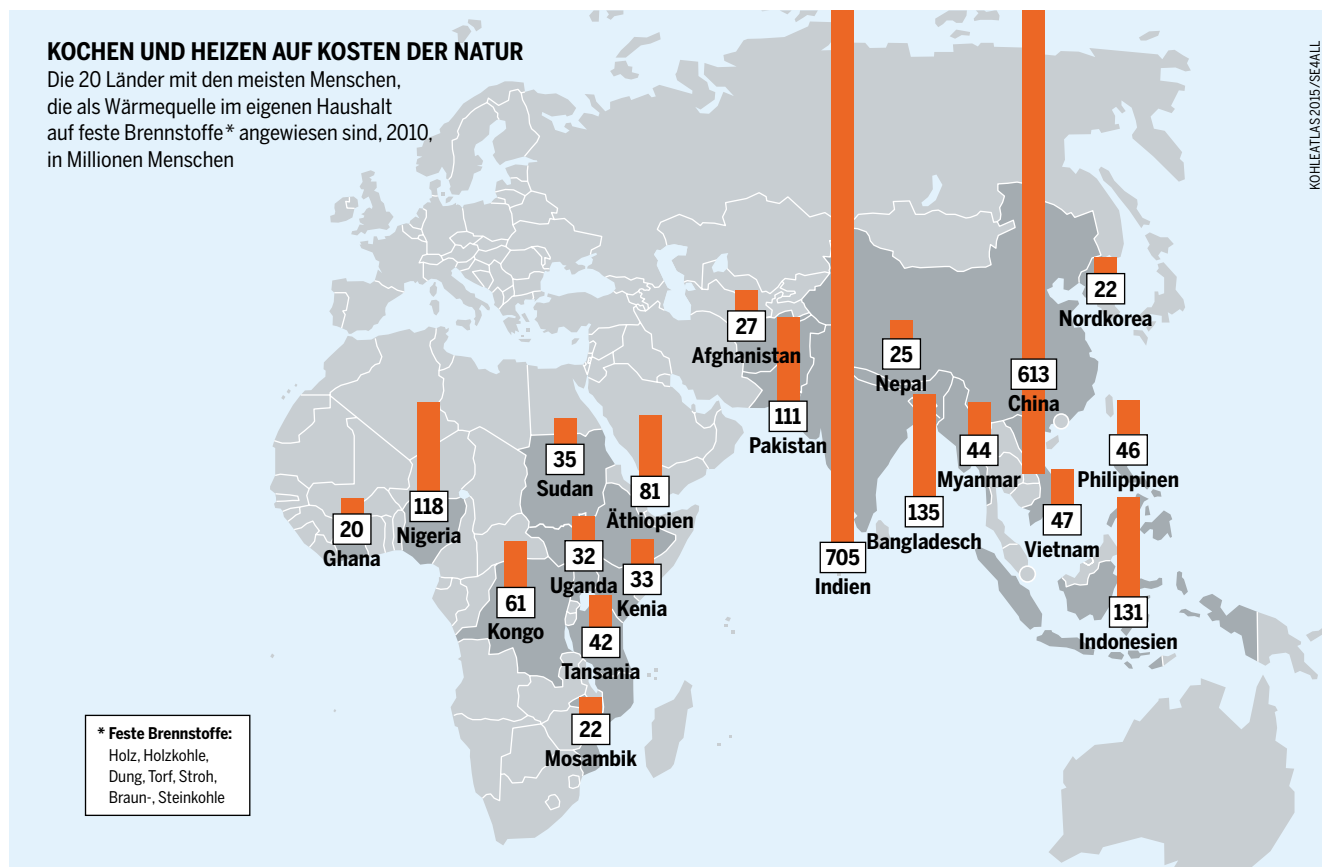 KOCHEN UND HEIZEN AUF KOSTEN DER NATUR
Die 20 Länder mit den meisten Menschen,
die als Wärmequelle im eigenen Haushalt
auf feste Brennstoffe* angewiesen sind, 2010,
in Millionen Menschen
KOHLEATLAS 2015/SE4ALL
22
Nordkorea
27
Afghanistan
25
Nepal
613
China
111
Pakistan
44
Myanmar
46
Philippinen
35
Sudan
81
Äthiopien
118
Nigeria
20
Ghana
135
Bangladesch
47
Vietnam
705
Indien
32
Uganda
33
Kenia
61
Kongo
131
Indonesien
42
Tansania
22
Mosambik
* Feste Brennstoffe:
Holz, Holzkohle,
Dung, Torf, Stroh,
Braun-, Steinkohle